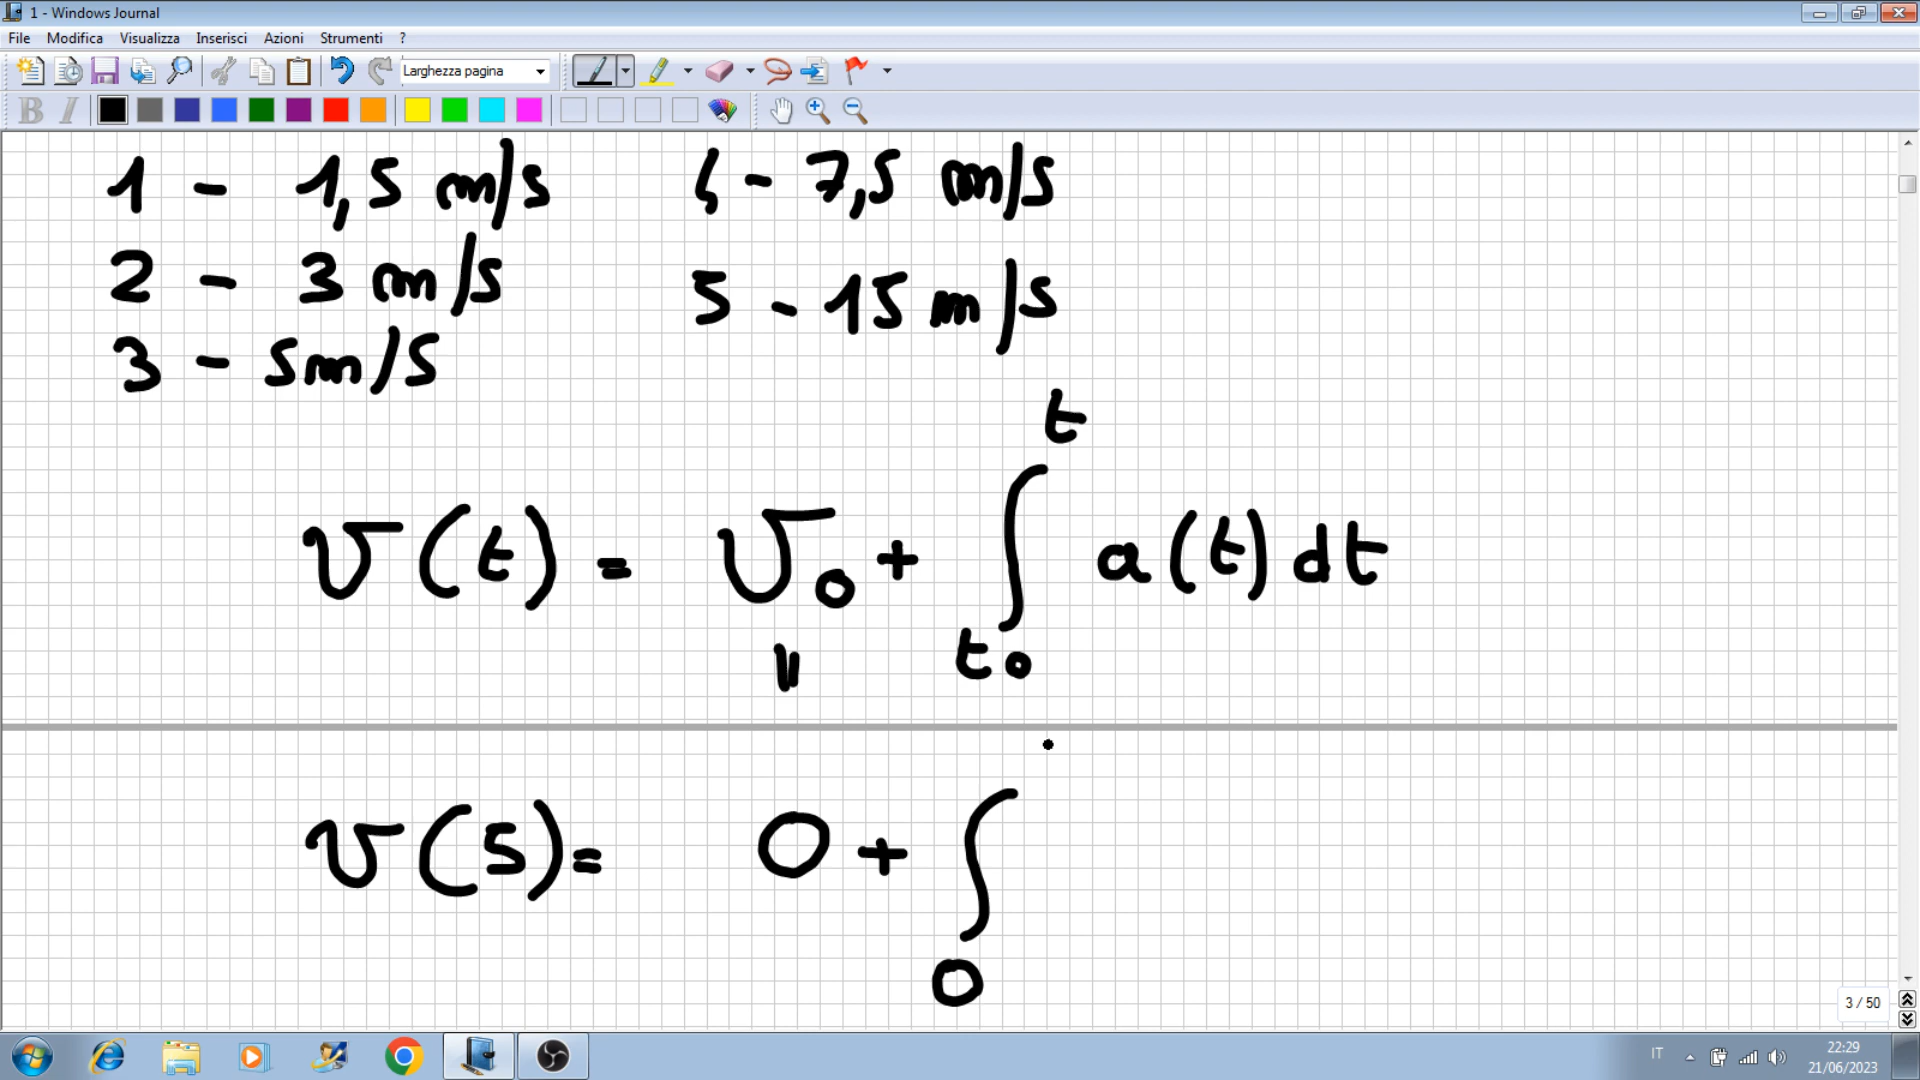 1 - Windows Journal
File Modifica Visualizza Inserisci Azioni Strumenti ?
Larghezza pagina
B I
1 - 1,5 m/s
4 - 7,5 m/s
2 - 3 m/s
5 - 15 m/s
3 - 5 m/s
v(t) = v₀ + ∫ₜ₀ᵗ a(t) dt
॥
v(5) = 0 + ∫₀
3 / 50
IT
22:29
21/06/2023